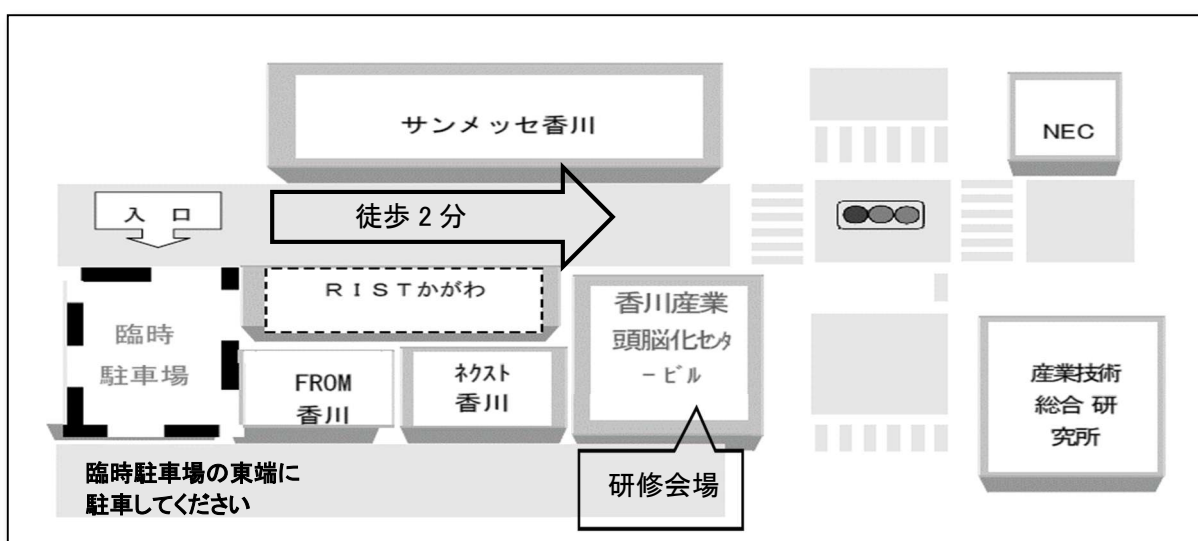 サンメッセ香川
NEC
入 口
徒歩 2 分
RISTかがわ
臨時
駐車場
香川産業
頭脳化センタ
ービル
FROM
香川
ネクスト
香川
産業技術
総合 研
究所
臨時駐車場の東端に
駐車してください
研修会場